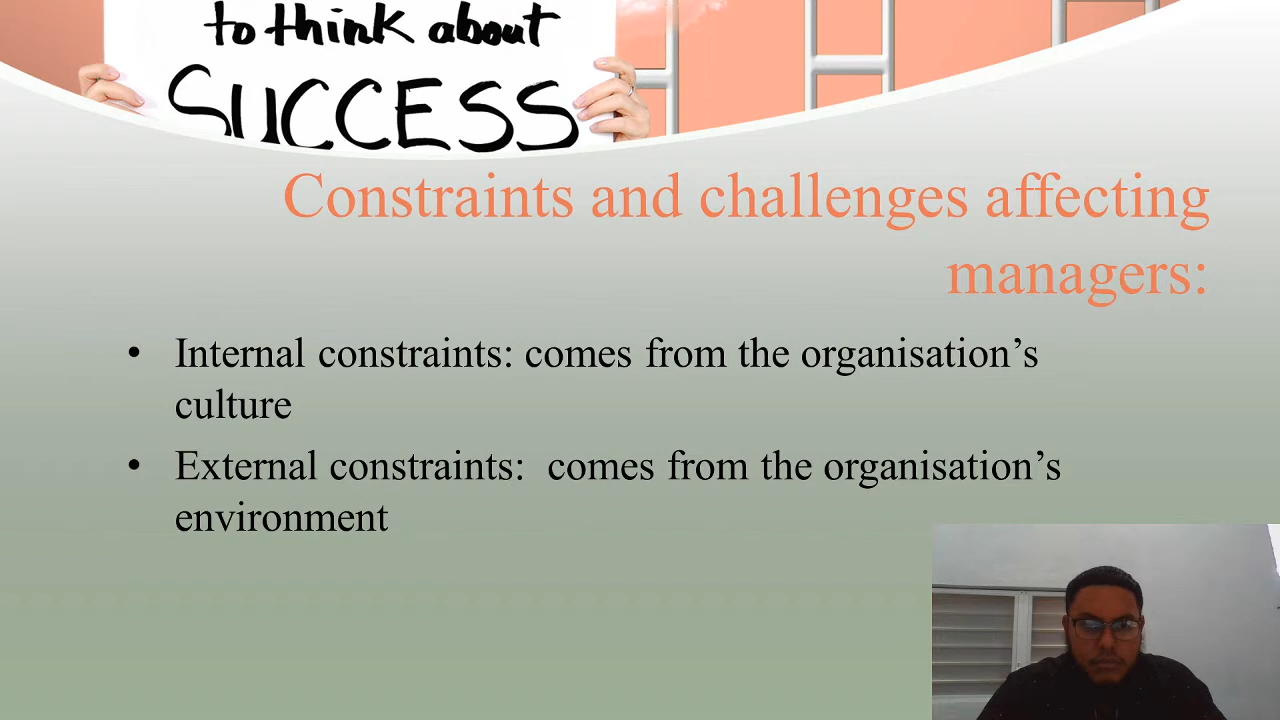 to think about
SUCCESS
Constraints and challenges affecting
managers:
• Internal constraints: comes from the organisation’s
culture
• External constraints:  comes from the organisation’s
environment